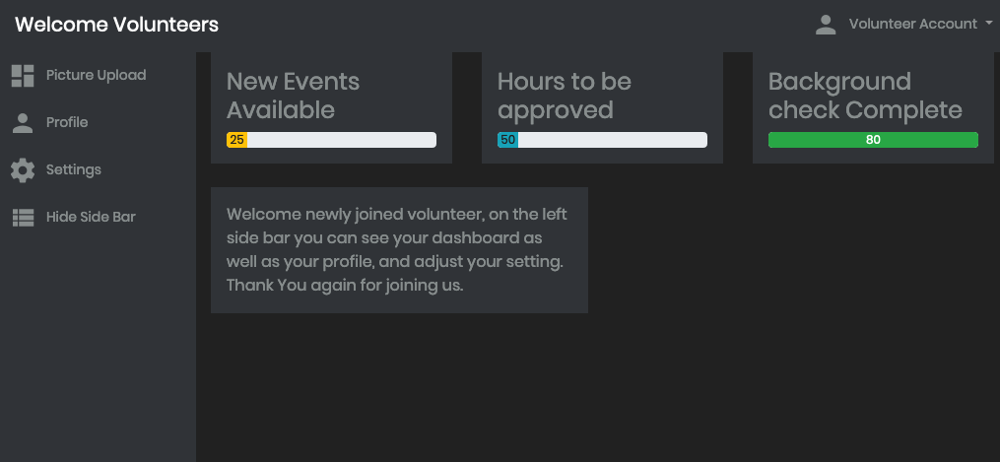 Welcome Volunteers
Volunteer Account
Picture Upload
Profile
Settings
Hide Side Bar
New Events
Available
25
Hours to be
approved
50
Background
check Complete
80
Welcome newly joined volunteer, on the left
side bar you can see your dashboard as
well as your profile, and adjust your setting.
Thank You again for joining us.